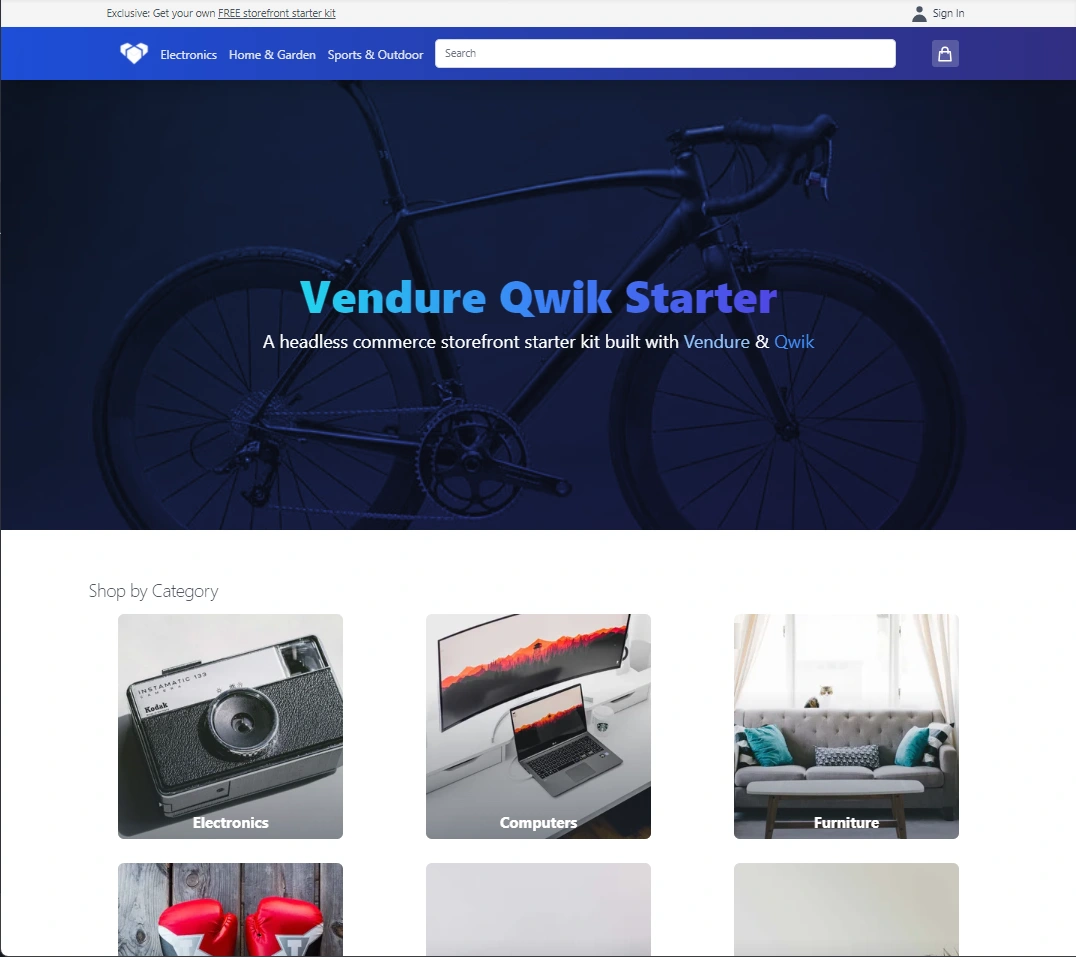 Exclusive: Get your own FREE storefront starter kit
Sign In
Electronics Home & Garden Sports & Outdoor Search
Vendure Qwik Starter
A headless commerce storefront starter kit built with Vendure & Qwik
Shop by Category
INSTAMATIC 133
CAMERA
Kodak
Electronics
Computers
Furniture